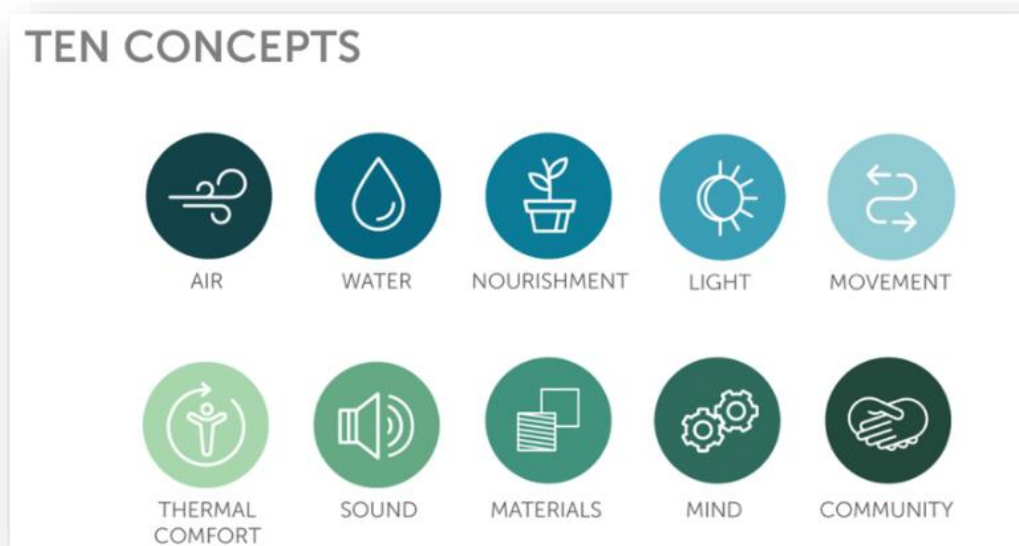 TEN CONCEPTS
AIR
WATER
NOURISHMENT
LIGHT
MOVEMENT
THERMAL
COMFORT
SOUND
MATERIALS
MIND
COMMUNITY